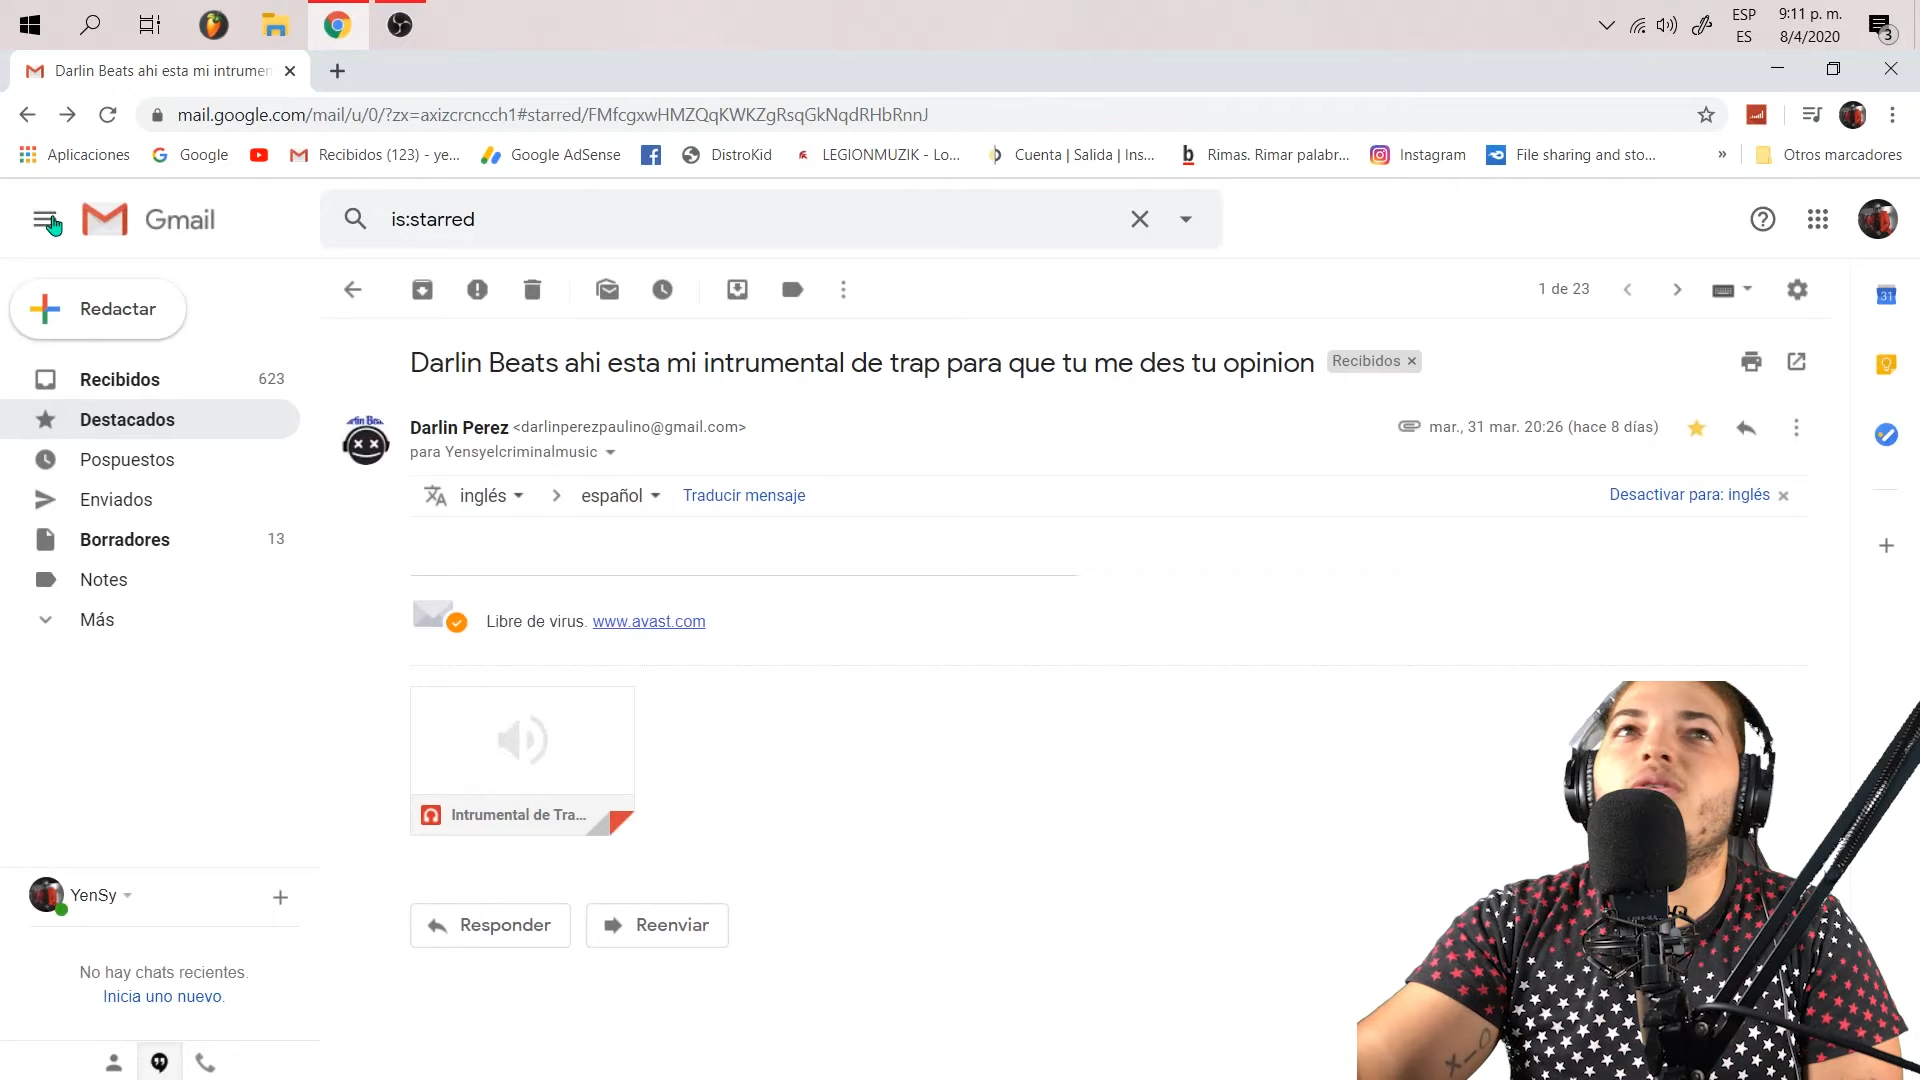 ESP
ES
9:11 p. m.
8/4/2020
3
Darlin Beats ahi esta mi intrumen
mail.google.com/mail/u/0/?zx=axizcrcncch1#starred/FMfcgxwHMZQqKWKZgRsqGkNqdRHbRnnJ
Aplicaciones
Google
Recibidos (123) - ye...
Google AdSense
DistroKid
LEGIONMUZIK - Lo...
Cuenta | Salida | Ins...
Rimas. Rimar palabr...
Instagram
File sharing and sto...
»
Otros marcadores
Gmail
is:starred
Redactar
1 de 23
31
Recibidos 623
Destacados
Pospuestos
Enviados
Borradores 13
Notes
Más
Darlin Beats ahi esta mi intrumental de trap para que tu me des tu opinion
Recibidos ×
Darlin Perez <darlinperezpaulino@gmail.com>
mar., 31 mar. 20:26 (hace 8 días)
para Yensyelcriminalmusic
inglés
español
Traducir mensaje
Desactivar para: inglés ×
Libre de virus. www.avast.com
Intrumental de Tra...
Responder
Reenviar
YenSy
No hay chats recientes.
Inicia uno nuevo.